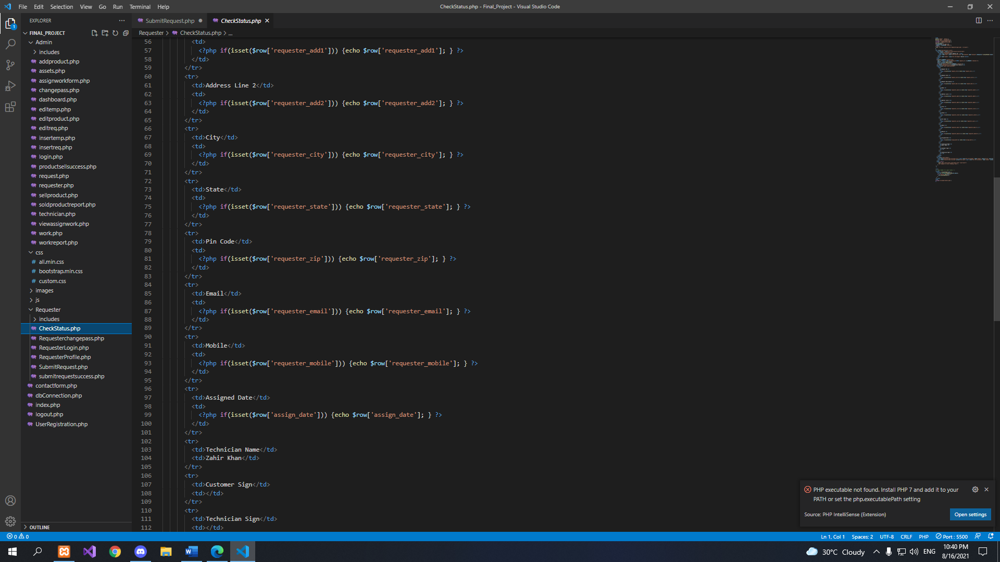 File Edit Selection View Go Run Terminal Help
CheckStatus.php - Final_Project - Visual Studio Code
EXPLORER
SubmitRequest.php
CheckStatus.php
FINAL_PROJECT
Requester > CheckStatus.php > ...
Admin
includes
addproduct.php
assets.php
assignworkform.php
changepass.php
dashboard.php
editemp.php
editproduct.php
editreq.php
insertemp.php
insertreq.php
login.php
productsellsuccess.php
request.php
requester.php
sellproduct.php
soldproductreport.php
technician.php
viewassignwork.php
work.php
workreport.php
css
all.min.css
bootstrap.min.css
custom.css
images
js
Requester
includes
CheckStatus.php
Requesterchangepass.php
RequesterLogin.php
RequesterProfile.php
SubmitRequest.php
submitrequestsuccess.php
contactform.php
dbConnection.php
index.php
logout.php
UserRegistration.php
OUTLINE
56 <td>
57 <?php if(isset($row['requester_add1'])) {echo $row['requester_add1']; } ?>
58 </td>
59 </tr>
60 <tr>
61 <td>Address Line 2</td>
62 <td>
63 <?php if(isset($row['requester_add2'])) {echo $row['requester_add2']; } ?>
64 </td>
65 </tr>
66 <tr>
67 <td>City</td>
68 <td>
69 <?php if(isset($row['requester_city'])) {echo $row['requester_city']; } ?>
70 </td>
71 </tr>
72 <tr>
73 <td>State</td>
74 <td>
75 <?php if(isset($row['requester_state'])) {echo $row['requester_state']; } ?>
76 </td>
77 </tr>
78 <tr>
79 <td>Pin Code</td>
80 <td>
81 <?php if(isset($row['requester_zip'])) {echo $row['requester_zip']; } ?>
82 </td>
83 </tr>
84 <tr>
85 <td>Email</td>
86 <td>
87 <?php if(isset($row['requester_email'])) {echo $row['requester_email']; } ?>
88 </td>
89 </tr>
90 <tr>
91 <td>Mobile</td>
92 <td>
93 <?php if(isset($row['requester_mobile'])) {echo $row['requester_mobile']; } ?>
94 </td>
95 </tr>
96 <tr>
97 <td>Assigned Date</td>
98 <td>
99 <?php if(isset($row['assign_date'])) {echo $row['assign_date']; } ?>
100 </td>
101 </tr>
102 <tr>
103 <td>Technician Name</td>
104 <td>Zahir Khan</td>
105 </tr>
106 <tr>
107 <td>Customer Sign</td>
108 <td></td>
109 </tr>
110 <tr>
111 <td>Technician Sign</td>
112 <td></td>
PHP executable not found. Install PHP 7 and add it to your
PATH or set the php.executablePath setting
Source: PHP IntelliSense (Extension)
Open settings
0 0
Ln 1, Col 1 Spaces: 2 UTF-8 CRLF PHP Port : 5500
30°C Cloudy
ENG
10:40 PM
8/16/2021